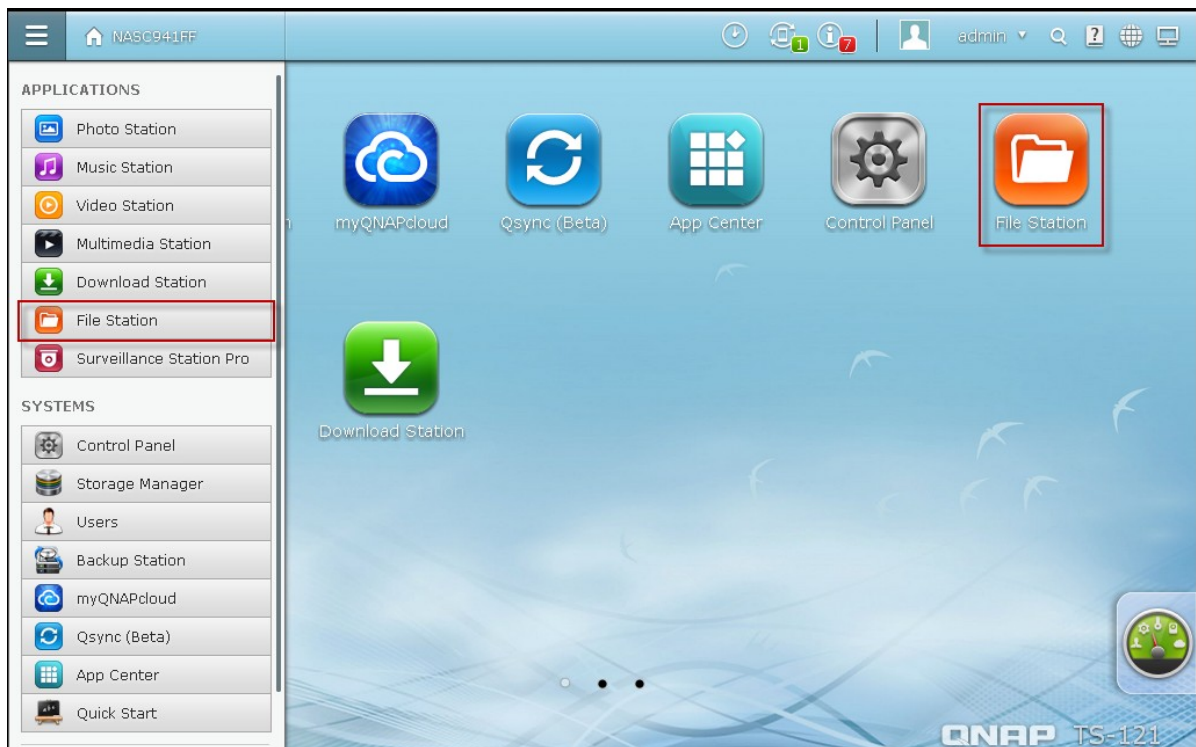 NASC941FF
1
7
admin
?
APPLICATIONS
Photo Station
Music Station
Video Station
Multimedia Station
Download Station
File Station
Surveillance Station Pro
SYSTEMS
Control Panel
Storage Manager
Users
Backup Station
myQNAPcloud
Qsync (Beta)
App Center
Quick Start
myQNAPcloud
Qsync (Beta)
App Center
Control Panel
File Station
Download Station
QNAP TS-121